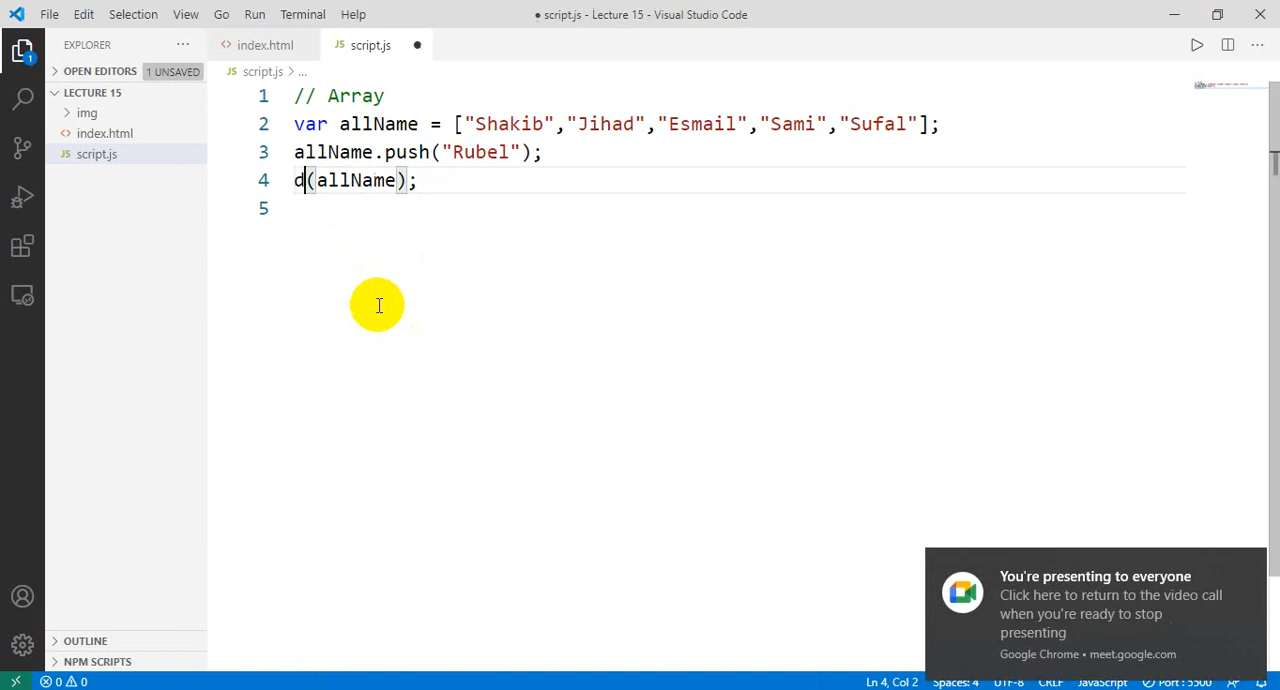 File Edit Selection View Go Run Terminal Help
● script.js - Lecture 15 - Visual Studio Code
EXPLORER ...
OPEN EDITORS 1 UNSAVED
LECTURE 15
img
<> index.html
JS script.js
OUTLINE
NPM SCRIPTS
1
<> index.html
JS script.js ●
JS script.js > ...
1 // Array
2 var allName = ["Shakib","Jihad","Esmail","Sami","Sufal"];
3 allName.push("Rubel");
4 d(allName);
5
You're presenting to everyone
Click here to return to the video call
when you're ready to stop
presenting
Google Chrome • meet.google.com
0 0
Ln 4, Col 2 Spaces: 4 UTF-8 CRLF JavaScript Port : 5500